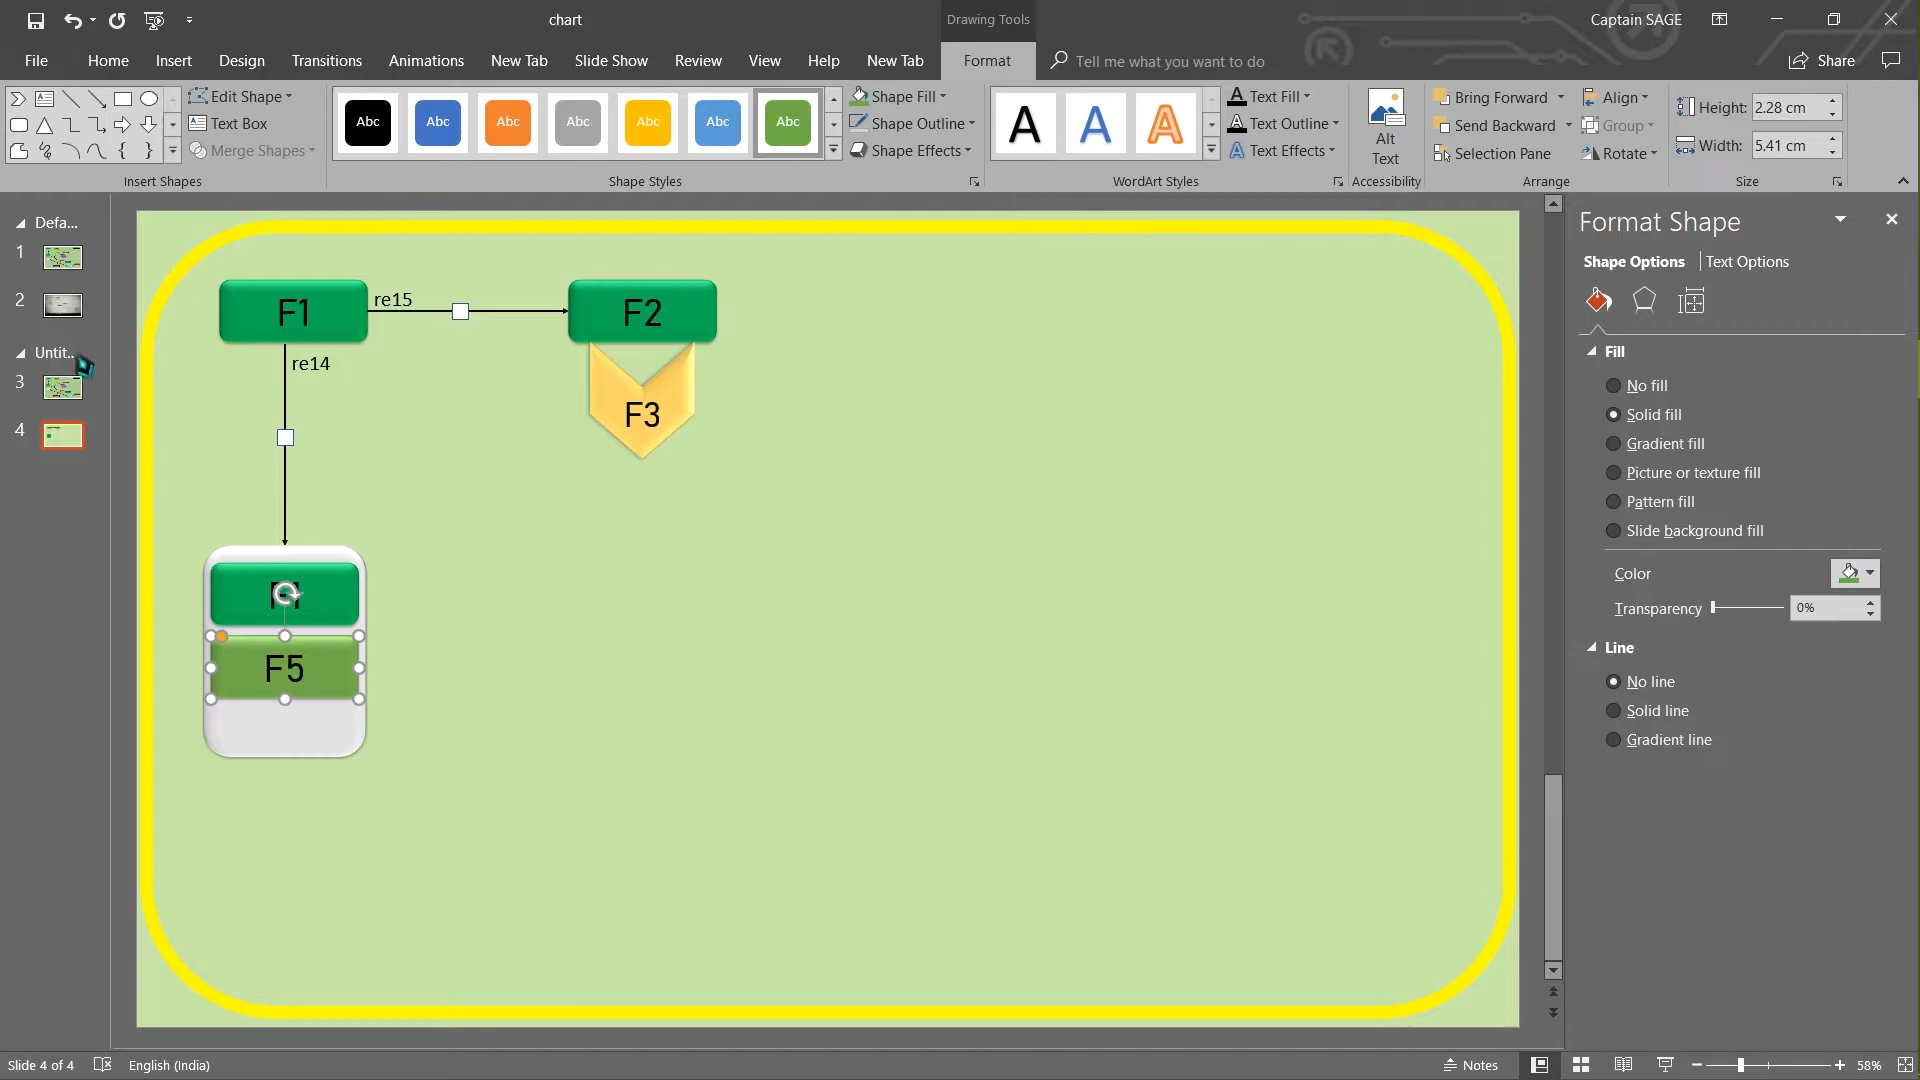 chart
Drawing Tools
Captain SAGE
File
Home
Insert
Design
Transitions
Animations
New Tab
Slide Show
Review
View
Help
New Tab
Format
Tell me what you want to do
Share
Edit Shape
Text Box
Merge Shapes
Insert Shapes
Abc
Abc
Abc
Abc
Abc
Abc
Abc
Shape Styles
Shape Fill
Shape Outline
Shape Effects
A
A
A
WordArt Styles
Text Fill
Text Outline
Text Effects
Alt
Text
Accessibility
Bring Forward
Send Backward
Selection Pane
Align
Group
Rotate
Arrange
Height:
2.28 cm
Width:
5.41 cm
Size
Defa...
1
2
Untit...
3
4
F1
re15
F2
re14
F3
F5
Format Shape
Shape Options
Text Options
Fill
No fill
Solid fill
Gradient fill
Picture or texture fill
Pattern fill
Slide background fill
Color
Transparency
0%
Line
No line
Solid line
Gradient line
Slide 4 of 4
English (India)
Notes
58%